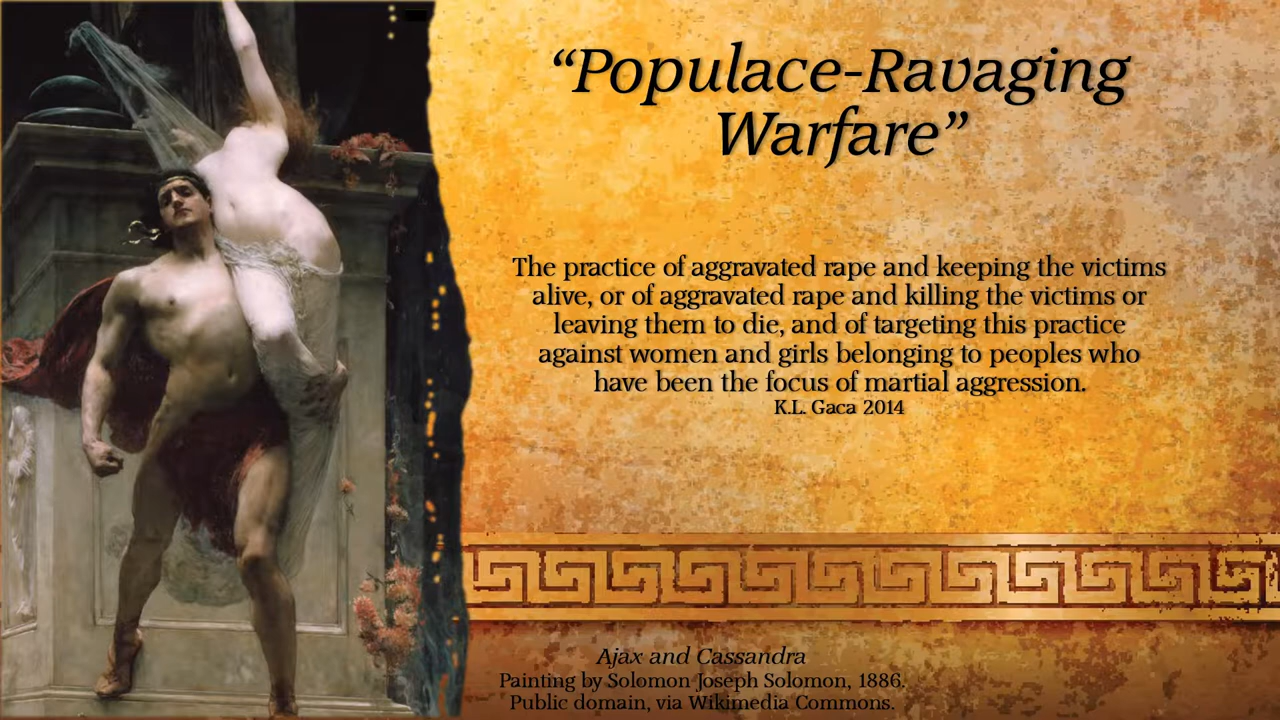 “Populace-Ravaging
Warfare”
The practice of aggravated rape and keeping the victims
alive, or of aggravated rape and killing the victims or
leaving them to die, and of targeting this practice
against women and girls belonging to peoples who
have been the focus of martial aggression.
K.L. Gaca 2014
Ajax and Cassandra
Painting by Solomon Joseph Solomon, 1886.
Public domain, via Wikimedia Commons.